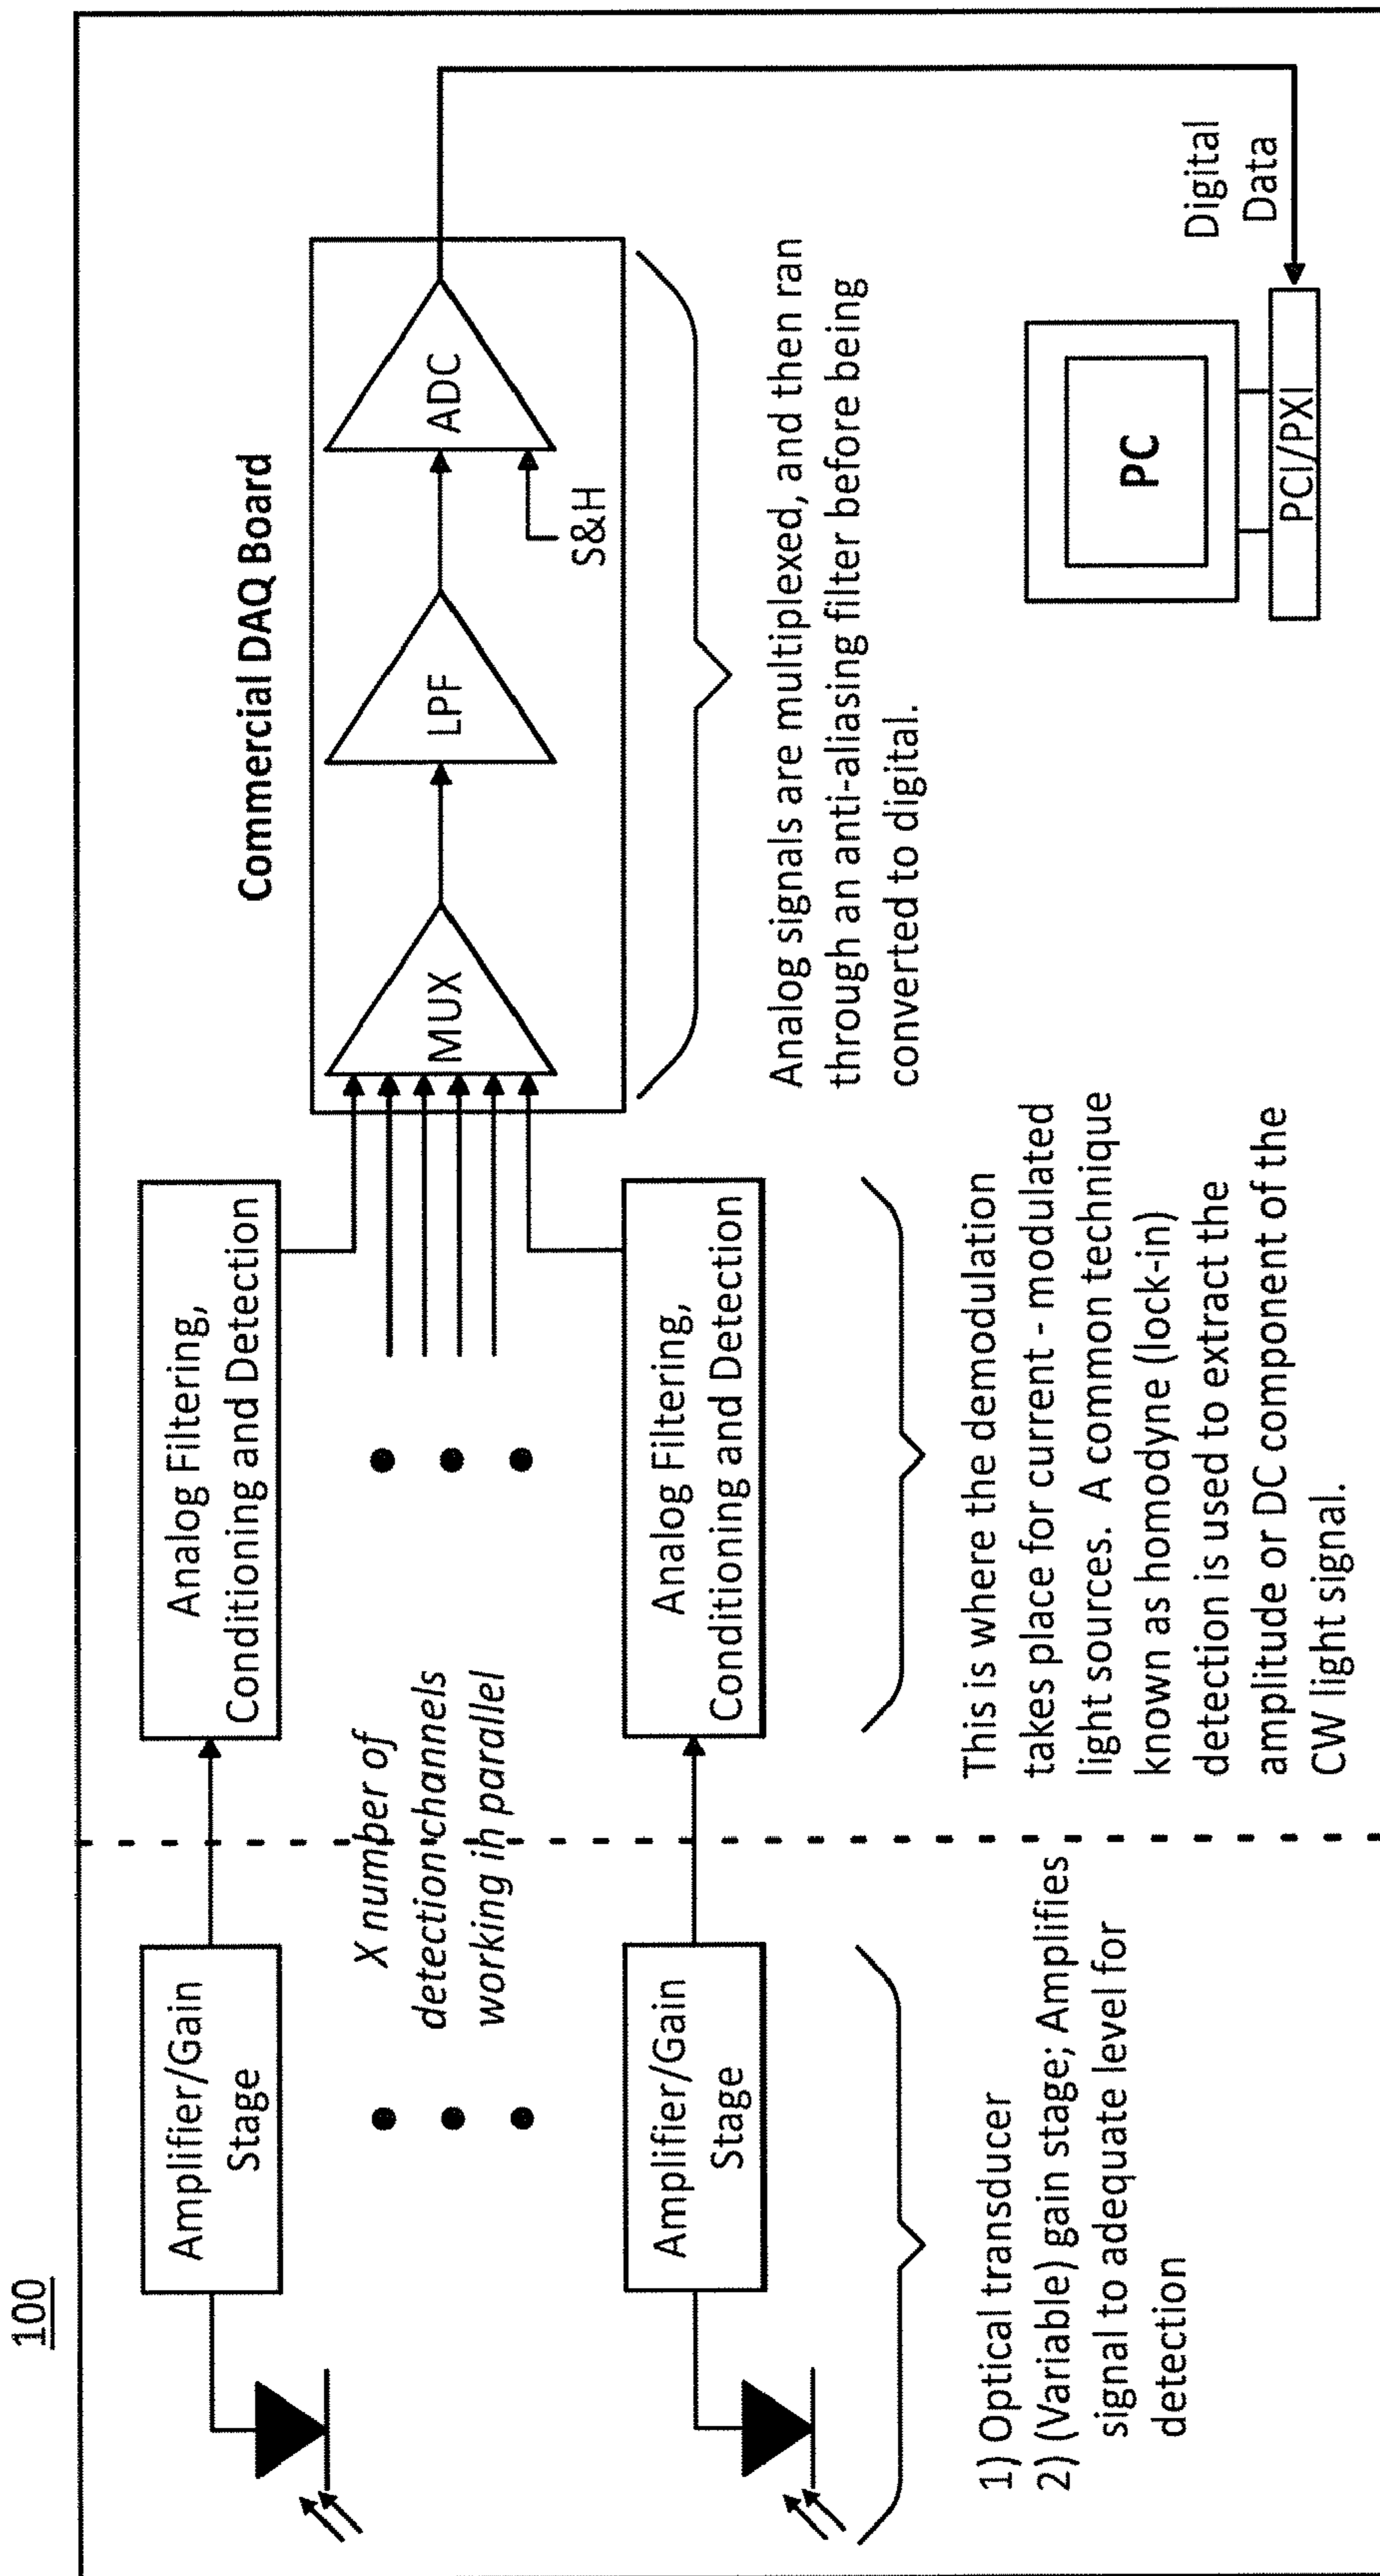 100
Amplifier/Gain
Stage
Analog Filtering,
Conditioning and Detection
Commercial DAQ Board
MUX
LPF
ADC
S&H
X number of
detection channels
working in parallel
Amplifier/Gain
Stage
Analog Filtering,
Conditioning and Detection
Analog signals are multiplexed, and then ran
through an anti-aliasing filter before being
converted to digital.
1) Optical transducer
2) (Variable) gain stage; Amplifies
signal to adequate level for
detection
This is where the demodulation
takes place for current - modulated
light sources. A common technique
known as homodyne (lock-in)
detection is used to extract the
amplitude or DC component of the
CW light signal.
PC
PCI/PXI
Digital
Data